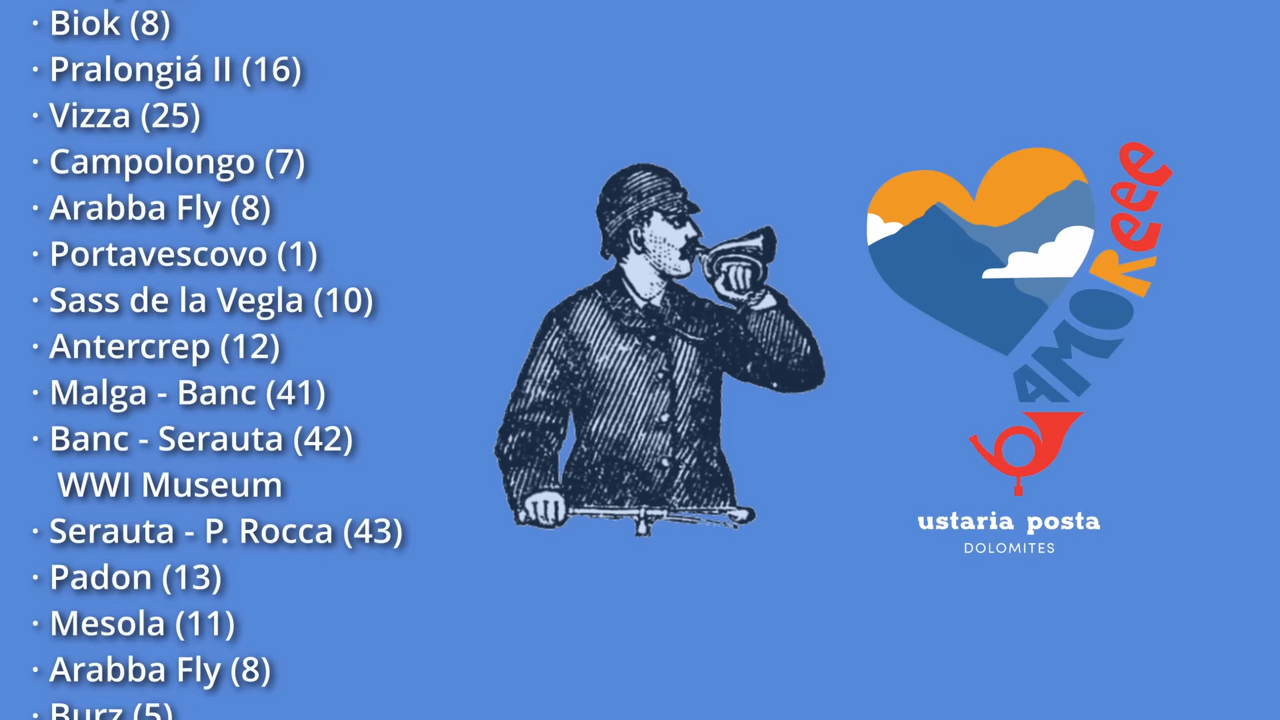 · Biok (8)
· Pralongiá II (16)
· Vizza (25)
· Campolongo (7)
· Arabba Fly (8)
· Portavescovo (1)
· Sass de la Vegla (10)
· Antercrep (12)
· Malga - Banc (41)
· Banc - Serauta (42)
WWI Museum
· Serauta - P. Rocca (43)
· Padon (13)
· Mesola (11)
· Arabba Fly (8)
· Burz (5)
AMOReee
ustaria posta
DOLOMITES